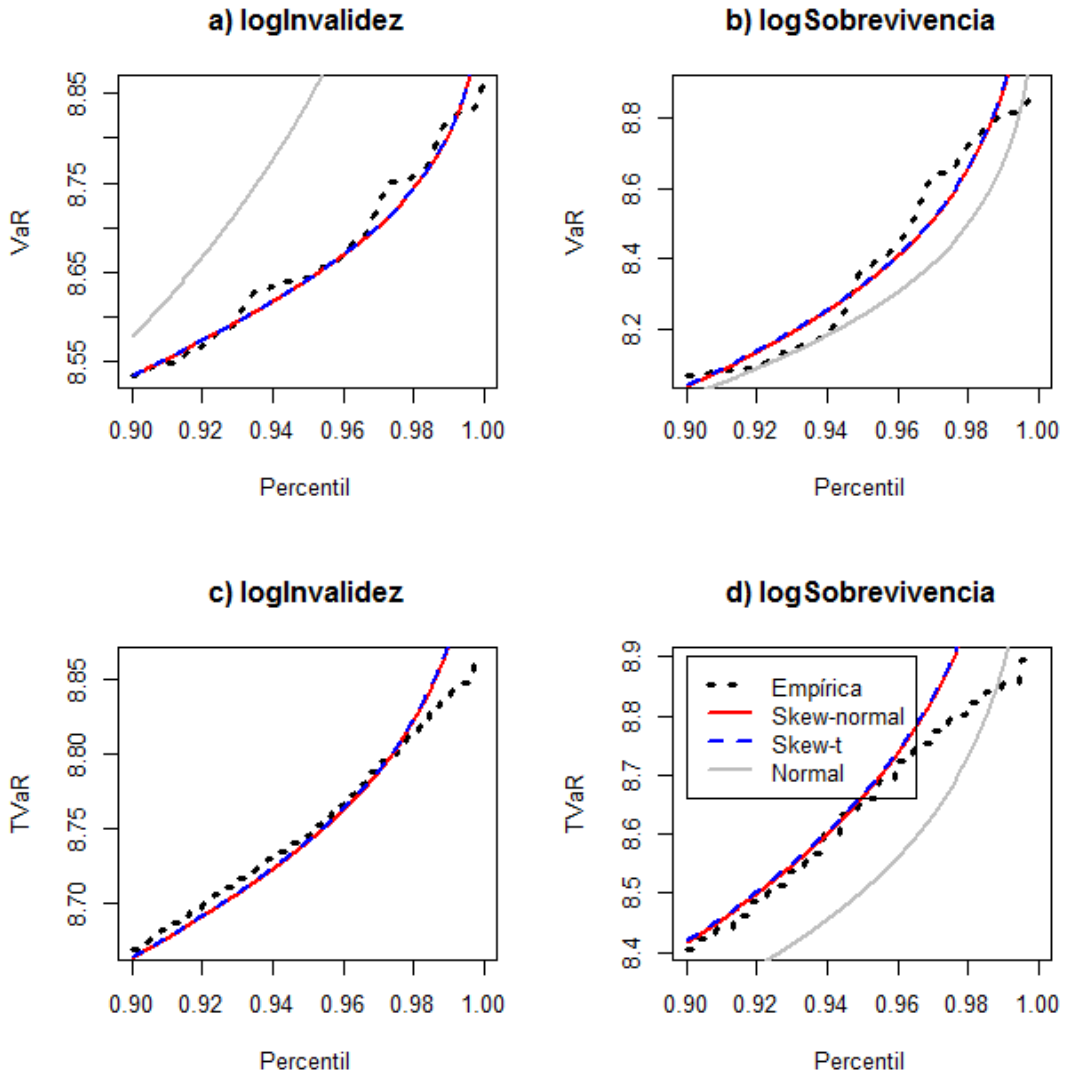 a) logInvalidez
VaR
8.55
8.65
8.75
8.85
0.90 0.92 0.94 0.96 0.98 1.00
Percentil
b) logSobrevivencia
VaR
8.2
8.4
8.6
8.8
0.90 0.92 0.94 0.96 0.98 1.00
Percentil
c) logInvalidez
TVaR
8.70
8.75
8.80
8.85
0.90 0.92 0.94 0.96 0.98 1.00
Percentil
d) logSobrevivencia
TVaR
8.4
8.5
8.6
8.7
8.8
8.9
Empírica
Skew-normal
Skew-t
Normal
0.90 0.92 0.94 0.96 0.98 1.00
Percentil